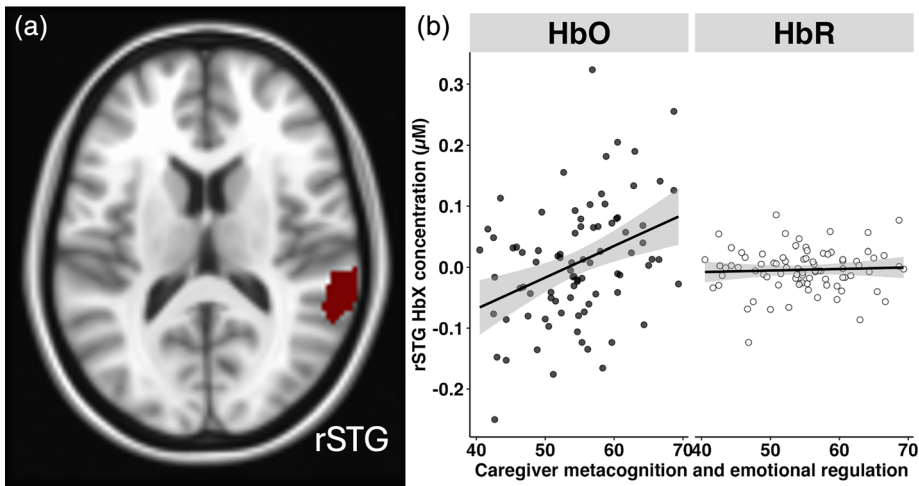 (a)
rSTG
(b)
HbO
HbR
rSTG HbX concentration (µM)
0.3
0.2
0.1
0.0
-0.1
-0.2
40 50 60 70 40 50 60 70
Caregiver metacognition and emotional regulation